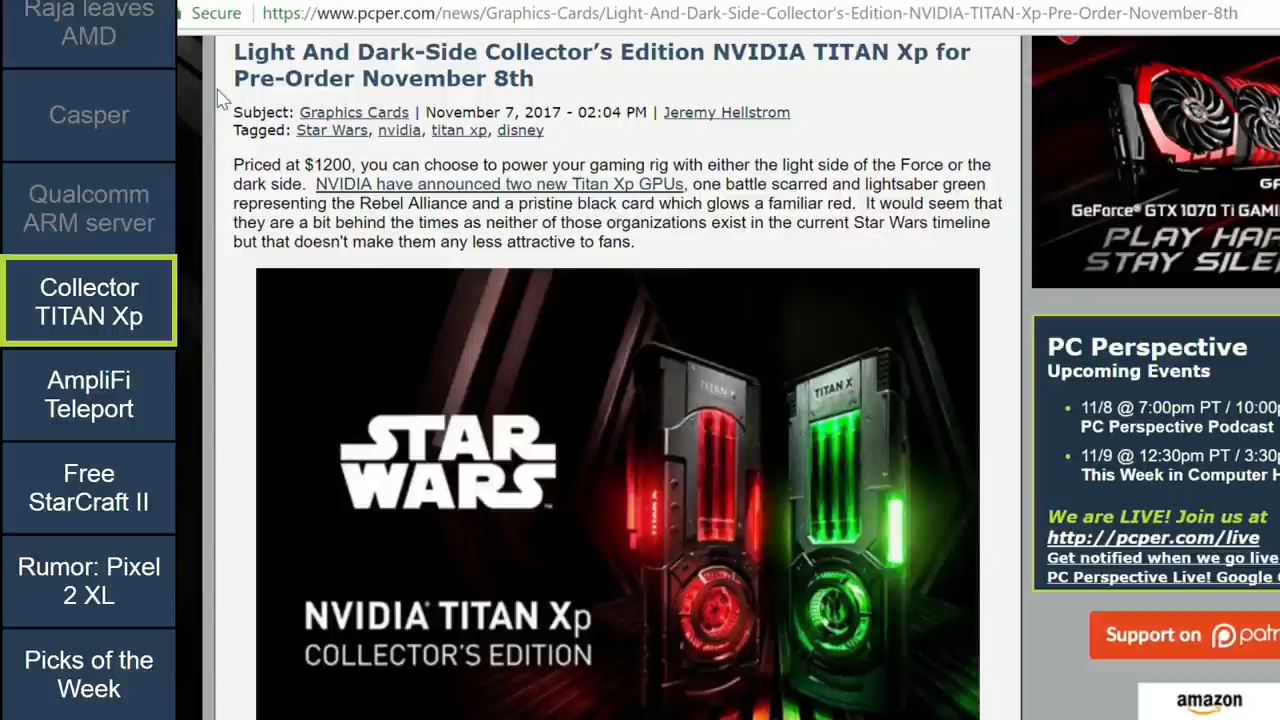 Raja leaves
AMD
Casper
Qualcomm
ARM server
Collector
TITAN Xp
AmpliFi
Teleport
Free
StarCraft II
Rumor: Pixel
2 XL
Picks of the
Week
Secure
https://www.pcper.com/news/Graphics-Cards/Light-And-Dark-Side-Collector's-Edition-NVIDIA-TITAN-Xp-Pre-Order-November-8th
Light And Dark-Side Collector's Edition NVIDIA TITAN Xp for
Pre-Order November 8th
Subject: Graphics Cards | November 7, 2017 - 02:04 PM | Jeremy Hellstrom
Tagged: Star Wars, nvidia, titan xp, disney
Priced at $1200, you can choose to power your gaming rig with either the light side of the Force or the
dark side. NVIDIA have announced two new Titan Xp GPUs, one battle scarred and lightsaber green
representing the Rebel Alliance and a pristine black card which glows a familiar red. It would seem that
they are a bit behind the times as neither of those organizations exist in the current Star Wars timeline
but that doesn't make them any less attractive to fans.
STAR
WARS
TM
NVIDIA® TITAN Xp
COLLECTOR'S EDITION
TITAN X
TITAN X
TITAN X
GeForce® GTX 1070 Ti GAMI
PLAY HAR
STAY SILE
PC Perspective
Upcoming Events
• 11/8 @ 7:00pm PT / 10:00p
PC Perspective Podcast
• 11/9 @ 12:30pm PT / 3:30p
This Week in Computer H
We are LIVE! Join us at
http://pcper.com/live
Get notified when we go live
PC Perspective Live! Google
Support on patr
amazon